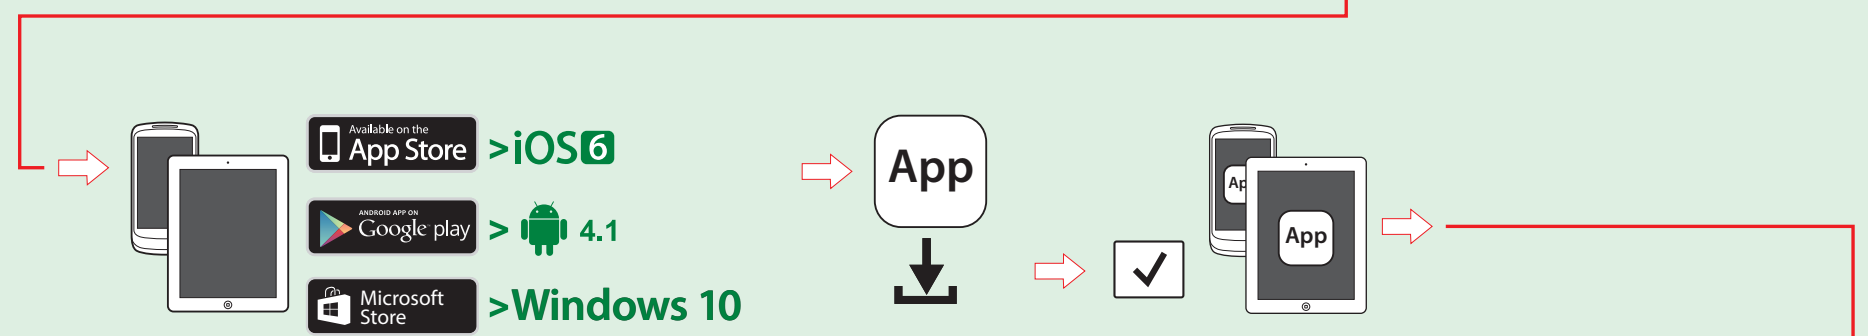 Available on the
App Store
>iOS6
ANDROID APP ON
Google play
> 4.1
Microsoft
Store
>Windows 10
App
Ap
App